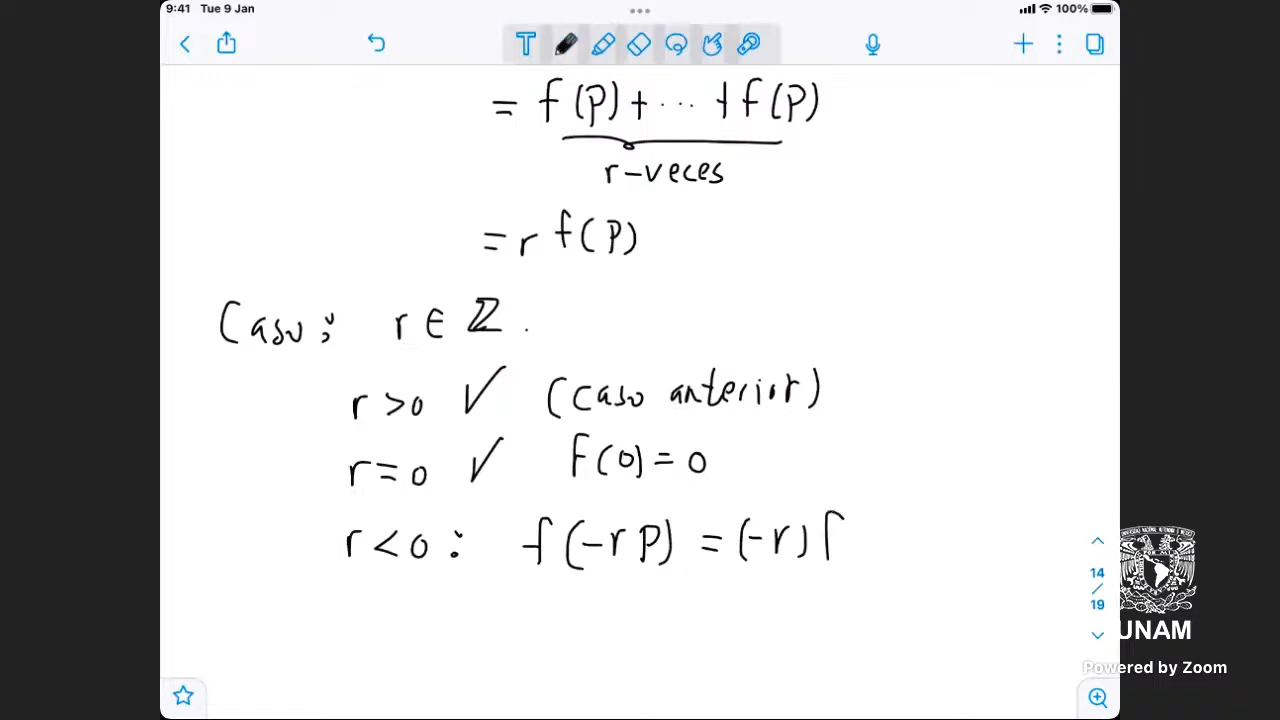 9:41 Tue 9 Jan 100%
= f(p) + ··· + f(p)
r-veces
= r f(p)
Caso: r ∈ ℤ.
r > 0 ✓ (caso anterior)
r = 0 ✓ f(0) = 0
r < 0 : f(-r p) = (-r) f
14
/
19
UNAM
Powered by Zoom